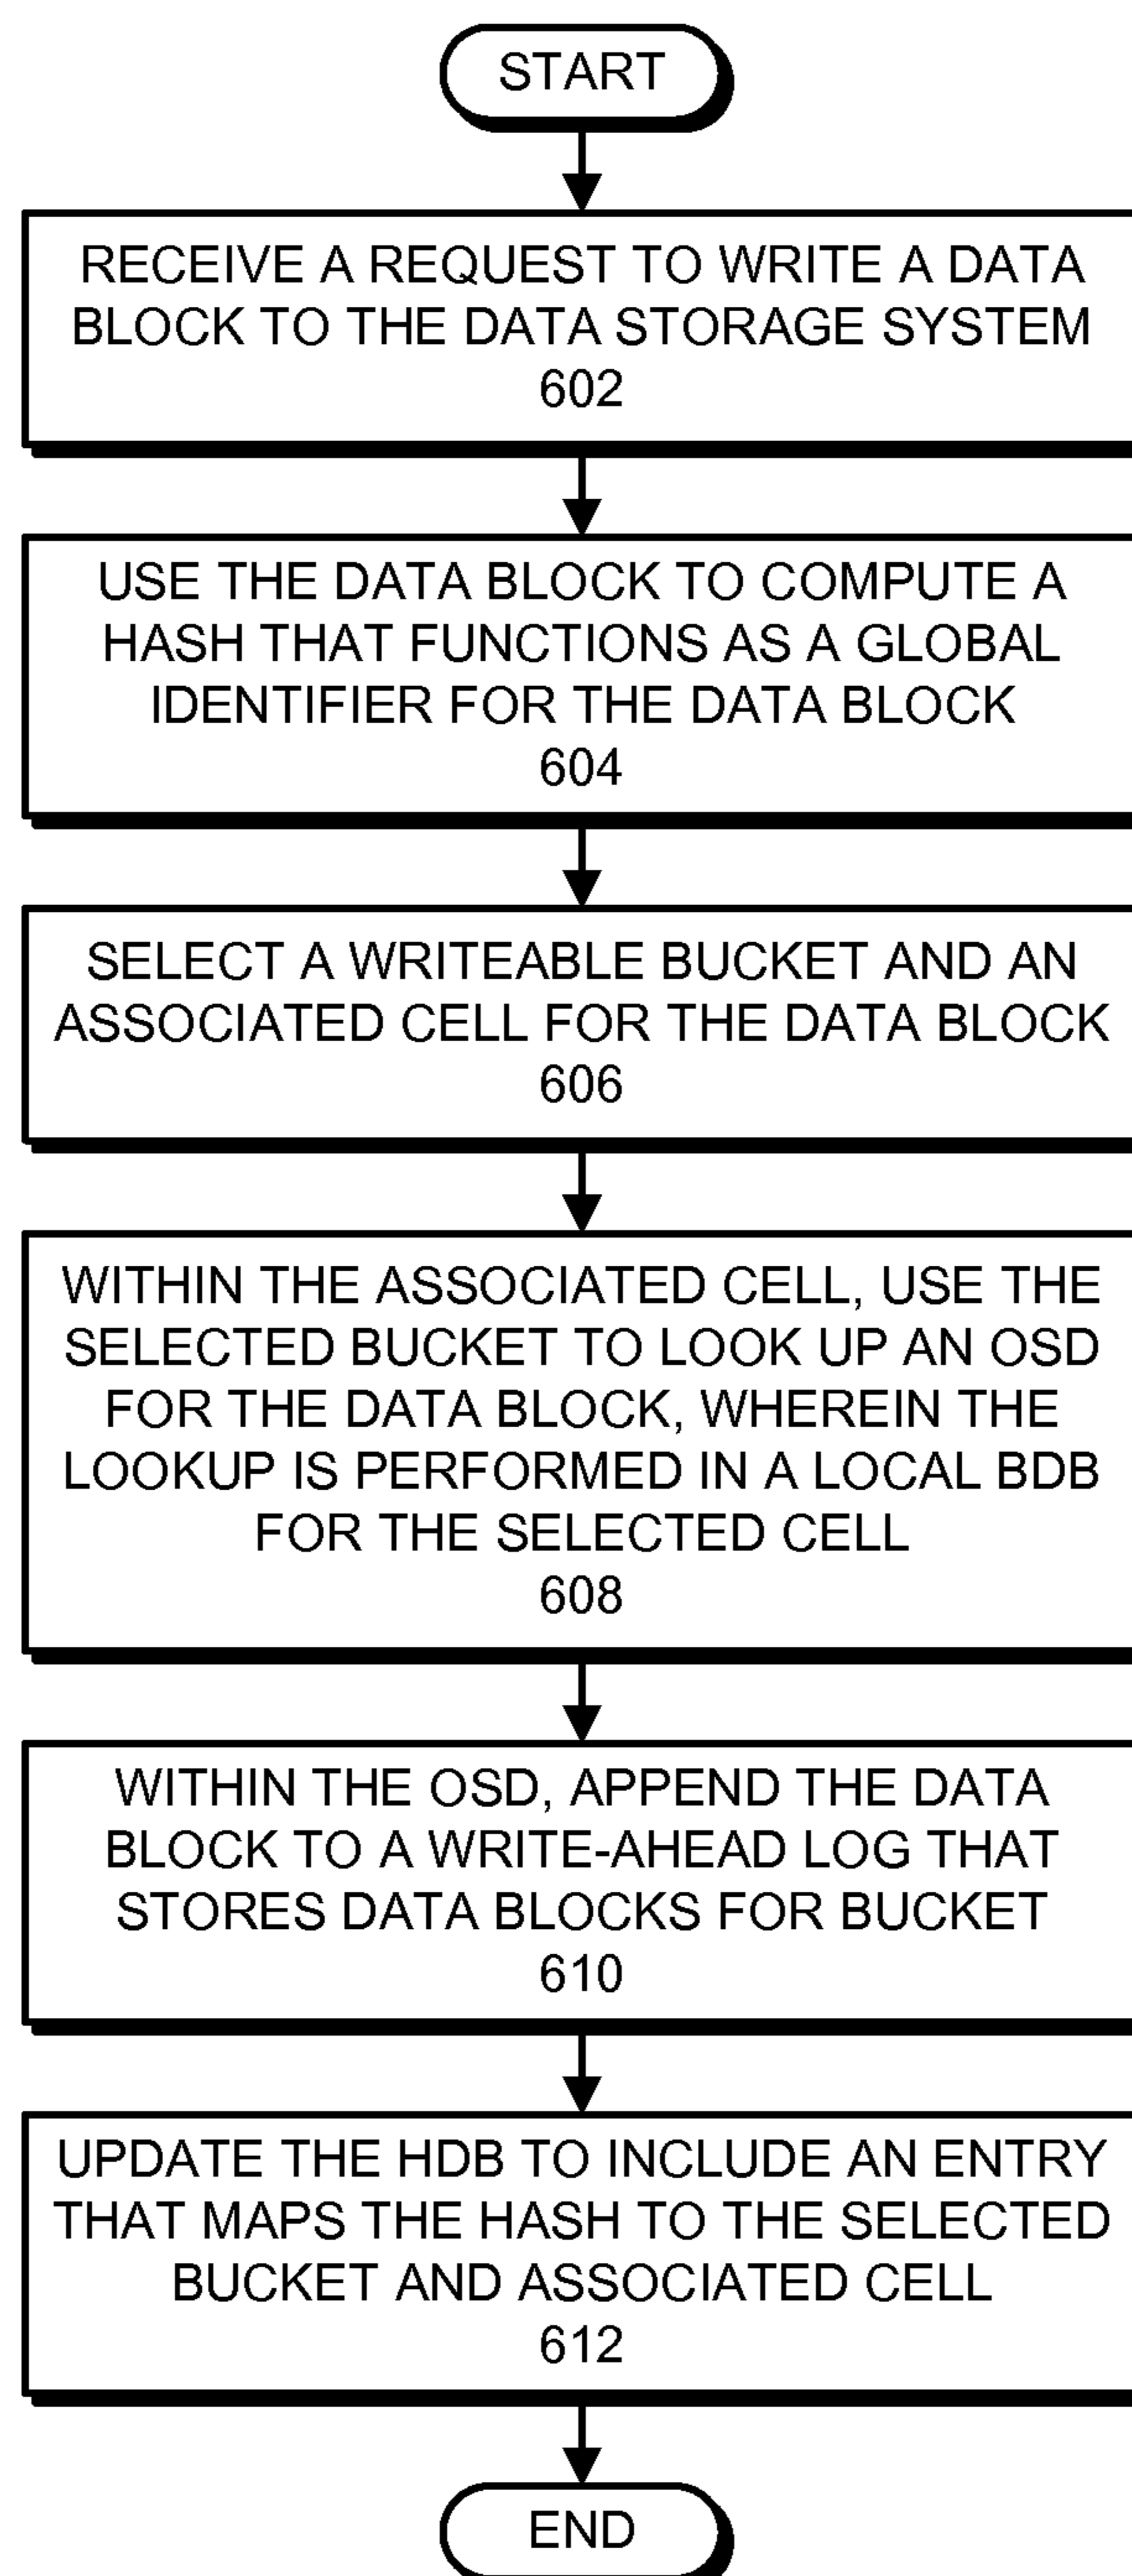 START
RECEIVE A REQUEST TO WRITE A DATA
BLOCK TO THE DATA STORAGE SYSTEM
602
USE THE DATA BLOCK TO COMPUTE A
HASH THAT FUNCTIONS AS A GLOBAL
IDENTIFIER FOR THE DATA BLOCK
604
SELECT A WRITEABLE BUCKET AND AN
ASSOCIATED CELL FOR THE DATA BLOCK
606
WITHIN THE ASSOCIATED CELL, USE THE
SELECTED BUCKET TO LOOK UP AN OSD
FOR THE DATA BLOCK, WHEREIN THE
LOOKUP IS PERFORMED IN A LOCAL BDB
FOR THE SELECTED CELL
608
WITHIN THE OSD, APPEND THE DATA
BLOCK TO A WRITE-AHEAD LOG THAT
STORES DATA BLOCKS FOR BUCKET
610
UPDATE THE HDB TO INCLUDE AN ENTRY
THAT MAPS THE HASH TO THE SELECTED
BUCKET AND ASSOCIATED CELL
612
END